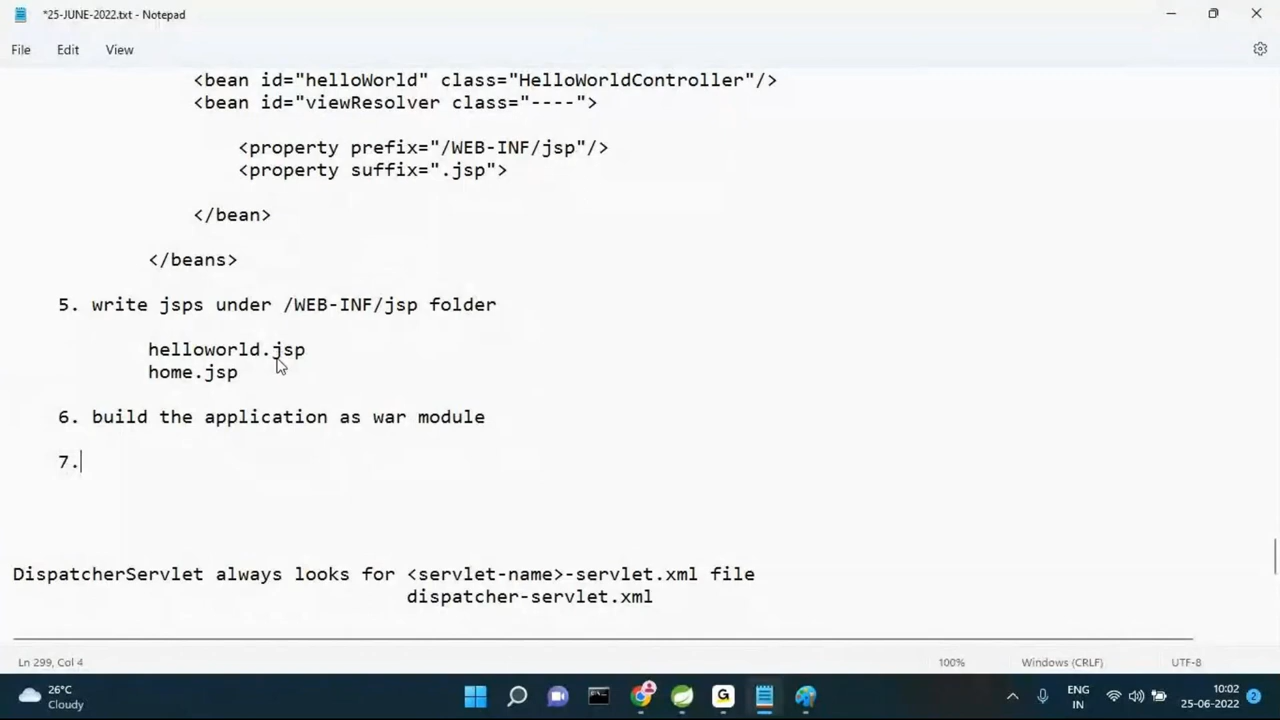 *25-JUNE-2022.txt - Notepad
File Edit View
<bean id="helloWorld" class="HelloWorldController"/>
<bean id="viewResolver class="----">
<property prefix="/WEB-INF/jsp"/>
<property suffix=".jsp">
</bean>
</beans>
5. write jsps under /WEB-INF/jsp folder
helloworld.jsp
home.jsp
6. build the application as war module
7.
DispatcherServlet always looks for <servlet-name>-servlet.xml file
dispatcher-servlet.xml
Ln 299, Col 4 100% Windows (CRLF) UTF-8
26°C
Cloudy
ENG
IN
10:02
25-06-2022
2